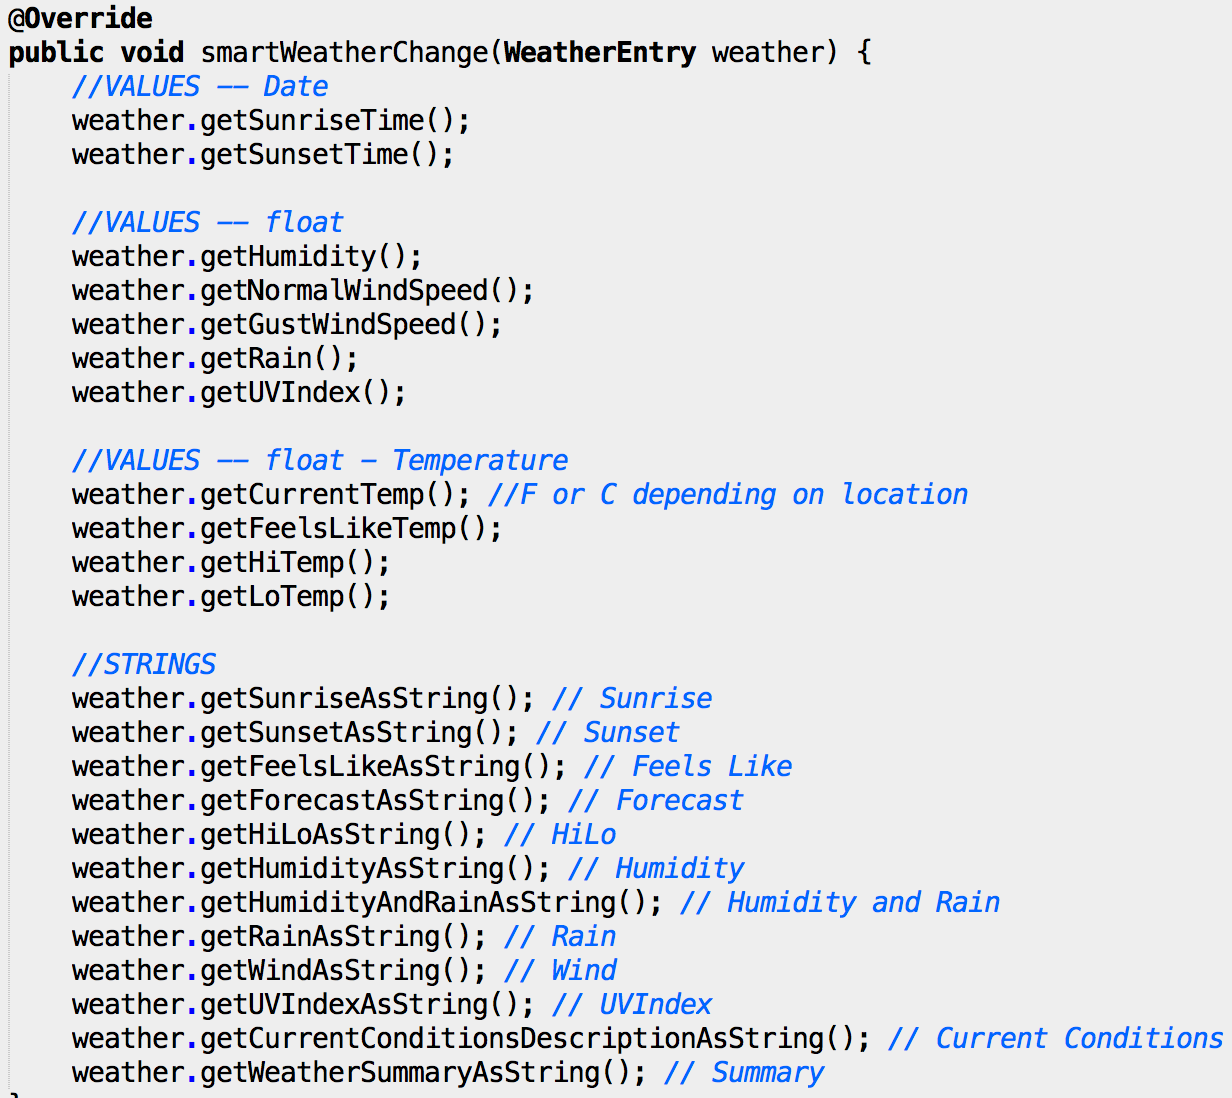 @Override
public void smartWeatherChange(WeatherEntry weather) {
//VALUES –– Date
weather.getSunriseTime();
weather.getSunsetTime();
//VALUES –– float
weather.getHumidity();
weather.getNormalWindSpeed();
weather.getGustWindSpeed();
weather.getRain();
weather.getUVIndex();
//VALUES –– float – Temperature
weather.getCurrentTemp(); //F or C depending on location
weather.getFeelsLikeTemp();
weather.getHiTemp();
weather.getLoTemp();
//STRINGS
weather.getSunriseAsString(); // Sunrise
weather.getSunsetAsString(); // Sunset
weather.getFeelsLikeAsString(); // Feels Like
weather.getForecastAsString(); // Forecast
weather.getHiLoAsString(); // HiLo
weather.getHumidityAsString(); // Humidity
weather.getHumidityAndRainAsString(); // Humidity and Rain
weather.getRainAsString(); // Rain
weather.getWindAsString(); // Wind
weather.getUVIndexAsString(); // UVIndex
weather.getCurrentConditionsDescriptionAsString(); // Current Conditions
weather.getWeatherSummaryAsString(); // Summary
}